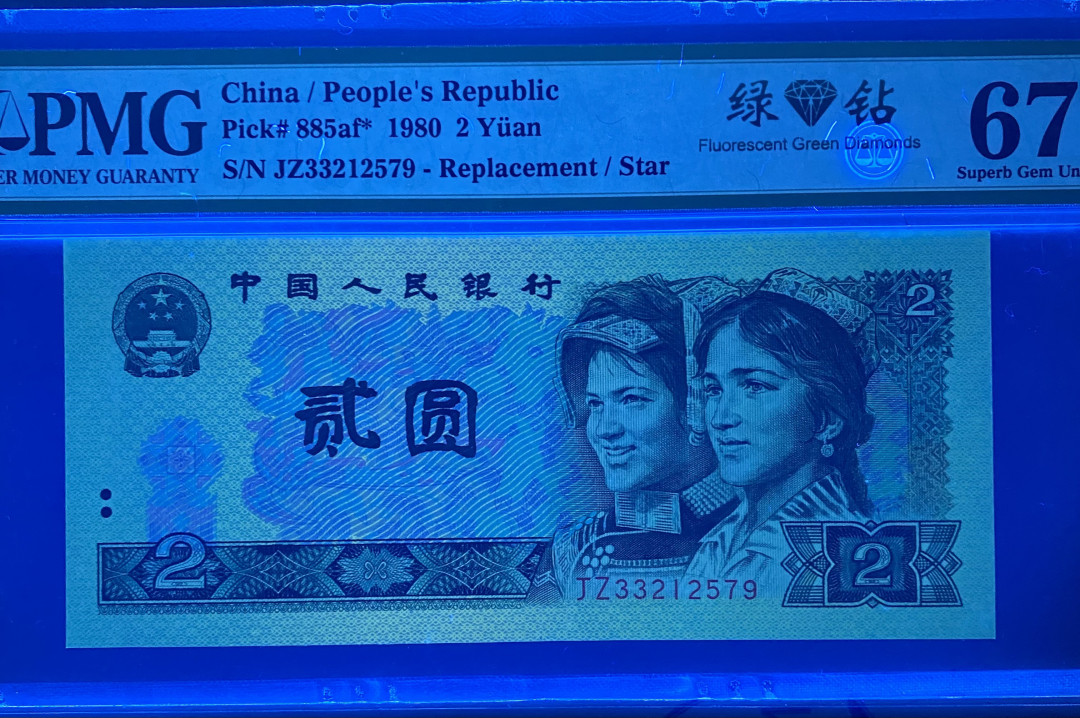 PMG
ER MONEY GUARANTY
China / People's Republic
Pick# 885af* 1980 2 Yüan
S/N JZ33212579 - Replacement / Star
绿 钻
Fluorescent Green Diamonds
67
Superb Gem Un
中国人民银行
2
贰圆
2
JZ33212579
2